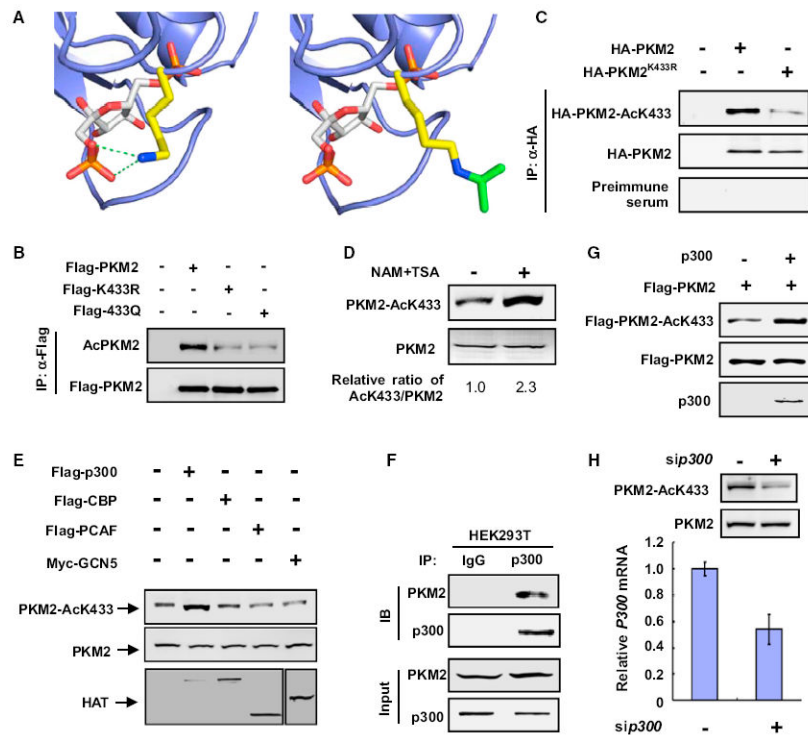 A
B
Flag-PKM2 - + - -
Flag-K433R - - + -
Flag-433Q - - - +
IP: α-Flag
AcPKM2
Flag-PKM2
C
HA-PKM2 - + -
HA-PKM2K433R - - +
IP: α-HA
HA-PKM2-AcK433
HA-PKM2
Preimmune
serum
D
NAM+TSA - +
PKM2-AcK433
PKM2
Relative ratio of
AcK433/PKM2 1.0 2.3
G
p300 - +
Flag-PKM2 + +
Flag-PKM2-AcK433
Flag-PKM2
p300
E
Flag-p300 - + - - -
Flag-CBP - - + - -
Flag-PCAF - - - + -
Myc-GCN5 - - - - +
PKM2-AcK433
PKM2
HAT
F
HEK293T
IP: IgG p300
IB
PKM2
p300
Input
PKM2
p300
H
sip300 - +
PKM2-AcK433
PKM2
Relative P300 mRNA
1.2
1.0
0.8
0.6
0.4
0.2
0
sip300 - +